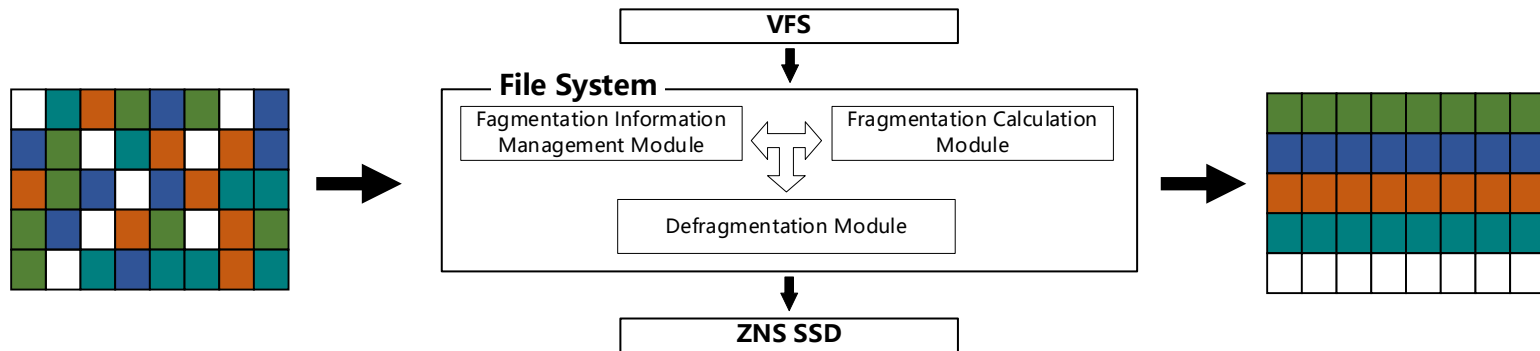 VFS
File System
Fagmentation Information
Management Module
Fragmentation Calculation
Module
Defragmentation Module
ZNS SSD